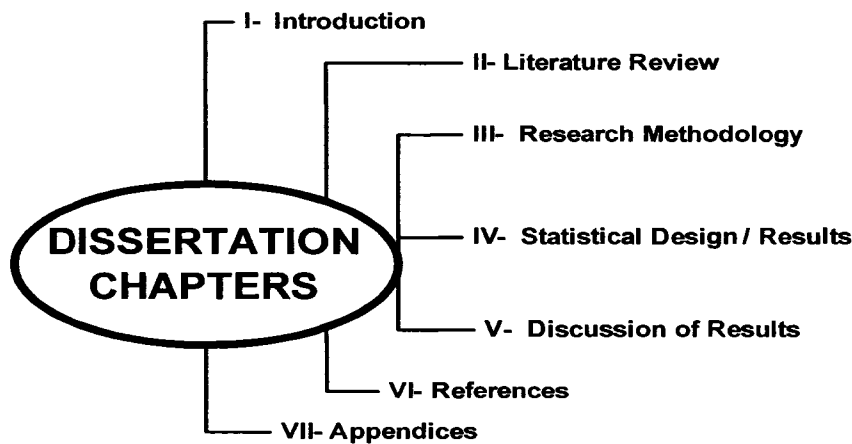 I- Introduction
II- Literature Review
III- Research Methodology
DISSERTATION
CHAPTERS
IV- Statistical Design / Results
V- Discussion of Results
VI- References
VII- Appendices